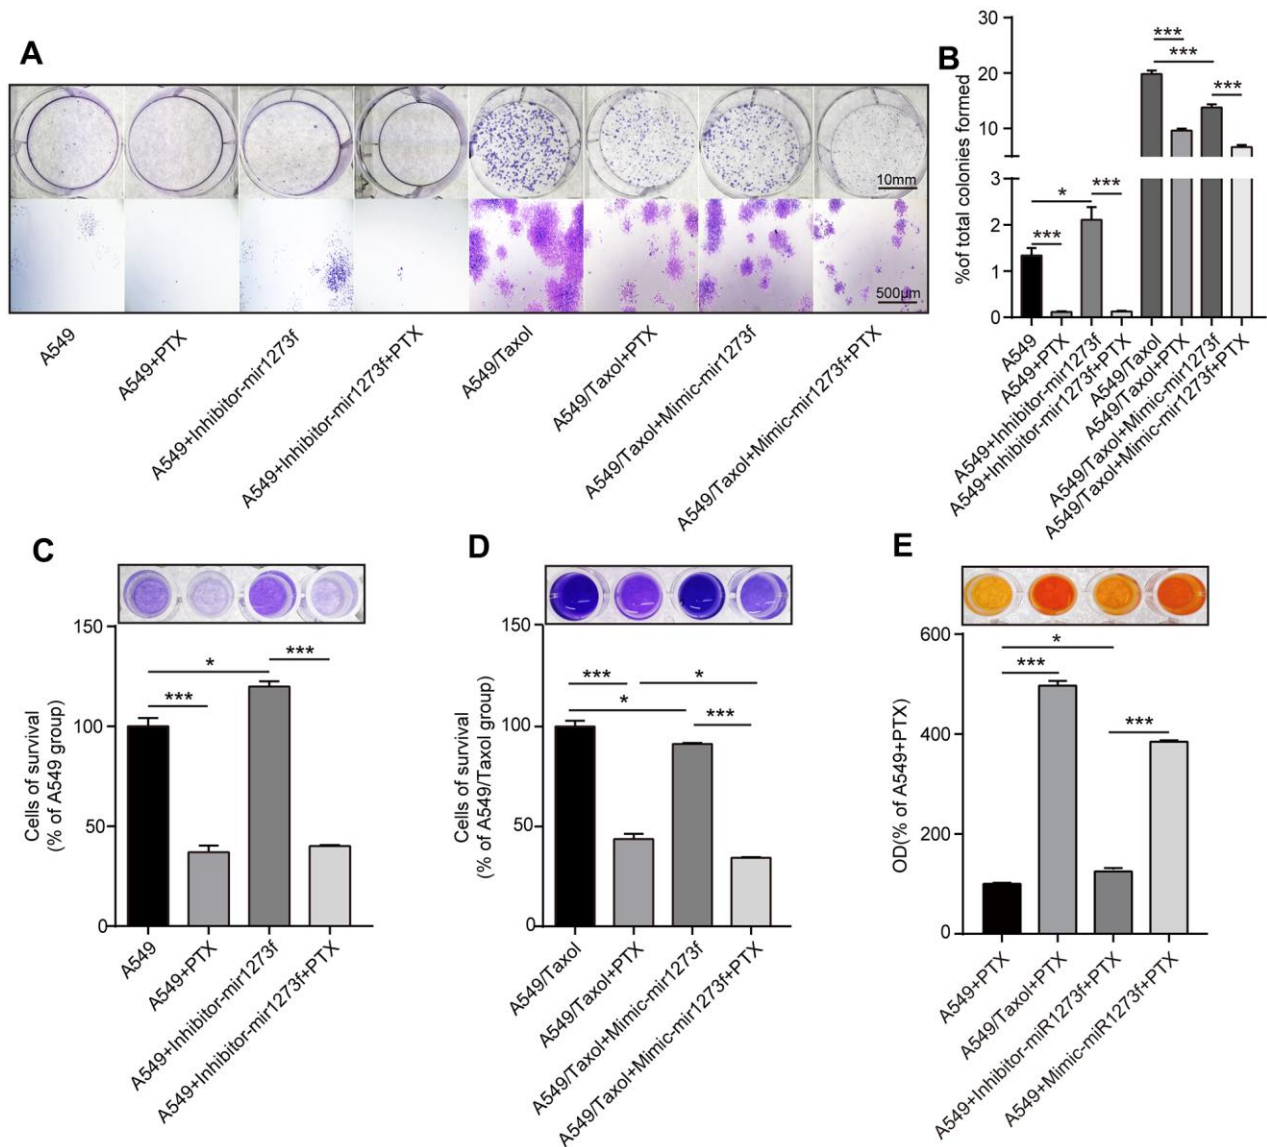 A
10mm
500µm
A549
A549+PTX
A549+Inhibitor-mir1273f
A549+Inhibitor-mir1273f+PTX
A549/Taxol
A549/Taxol+PTX
A549/Taxol+Mimic-mir1273f
A549/Taxol+Mimic-mir1273f+PTX
B
%of total colonies formed
30
20
10
3
2
1
0
***
***
***
*
***
***
A549
A549+PTX
A549+Inhibitor-mir1273f
A549+Inhibitor-mir1273f+PTX
A549/Taxol
A549/Taxol+PTX
A549/Taxol+Mimic-mir1273f
A549/Taxol+Mimic-mir1273f+PTX
C
Cells of survival
(% of A549 group)
150
100
50
0
***
*
***
A549
A549+PTX
A549+Inhibitor-mir1273f
A549+Inhibitor-mir1273f+PTX
D
Cells of survival
(% of A549/Taxol group)
150
100
50
0
***
*
*
***
A549/Taxol
A549/Taxol+PTX
A549/Taxol+Mimic-mir1273f
A549/Taxol+Mimic-mir1273f+PTX
E
OD(% of A549+PTX)
600
400
200
0
*
***
***
A549+PTX
A549/Taxol+PTX
A549+Inhibitor-miR1273f+PTX
A549+Mimic-miR1273f+PTX